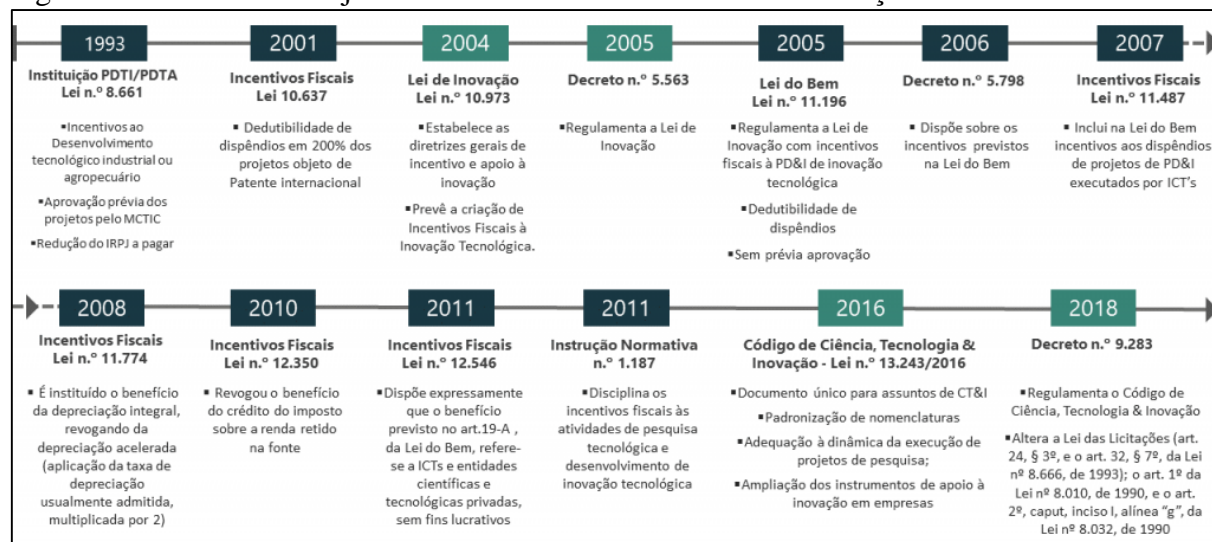 1993
Instituição PDTI/PDTA
Lei n.º 8.661
▪Incentivos ao
Desenvolvimento
tecnológico industrial ou
agropecuário
▪Aprovação prévia dos
projetos pelo MCTIC
▪Redução do IRPJ a pagar
2001
Incentivos Fiscais
Lei 10.637
▪ Dedutibilidade de
dispêndios em 200% dos
projetos objeto de
Patente internacional
2004
Lei de Inovação
Lei n.º 10.973
▪Estabelece as
diretrizes gerais de
incentivo e apoio à
inovação
▪Prevê a criação de
Incentivos Fiscais à
Inovação Tecnológica.
2005
Decreto n.º 5.563
▪Regulamenta a Lei de
Inovação
2005
Lei do Bem
Lei n.º 11.196
▪Regulamenta a Lei de
Inovação com incentivos
fiscais à PD&I de inovação
tecnológica
▪Dedutibilidade de
dispêndios
▪Sem prévia aprovação
2006
Decreto n.º 5.798
▪Dispõe sobre os
incentivos previstos
na Lei do Bem
2007
Incentivos Fiscais
Lei n.º 11.487
▪Inclui na Lei do Bem
incentivos aos dispêndios
de projetos de PD&I
executados por ICT’s
2008
Incentivos Fiscais
Lei n.º 11.774
▪ É instituído o benefício
da depreciação integral,
revogando da
depreciação acelerada
(aplicação da taxa de
depreciação
usualmente admitida,
multiplicada por 2)
2010
Incentivos Fiscais
Lei n.º 12.350
▪ Revogou o benefício
do crédito do imposto
sobre a renda retido
na fonte
2011
Incentivos Fiscais
Lei n.º 12.546
▪Dispõe expressamente
que o benefício
previsto no art.19-A ,
da Lei do Bem, refere-
se a ICTs e entidades
científicas e
tecnológicas privadas,
sem fins lucrativos
2011
Instrução Normativa
n.º 1.187
▪Disciplina os
incentivos fiscais às
atividades de pesquisa
tecnológica e
desenvolvimento de
inovação tecnológica
2016
Código de Ciência, Tecnologia &
Inovação - Lei n.º 13.243/2016
▪Documento único para assuntos de CT&I
▪Padronização de nomenclaturas
▪Adequação à dinâmica da execução de
projetos de pesquisa;
▪Ampliação dos instrumentos de apoio à
inovação em empresas
2018
Decreto n.º 9.283
▪Regulamenta o Código de
Ciência, Tecnologia & Inovação
▪Altera a Lei das Licitações (art.
24, § 3º, e o art. 32, § 7º, da Lei
nº 8.666, de 1993); o art. 1º da
Lei nº 8.010, de 1990, e o art.
2º, caput, inciso I, alínea “g”, da
Lei nº 8.032, de 1990